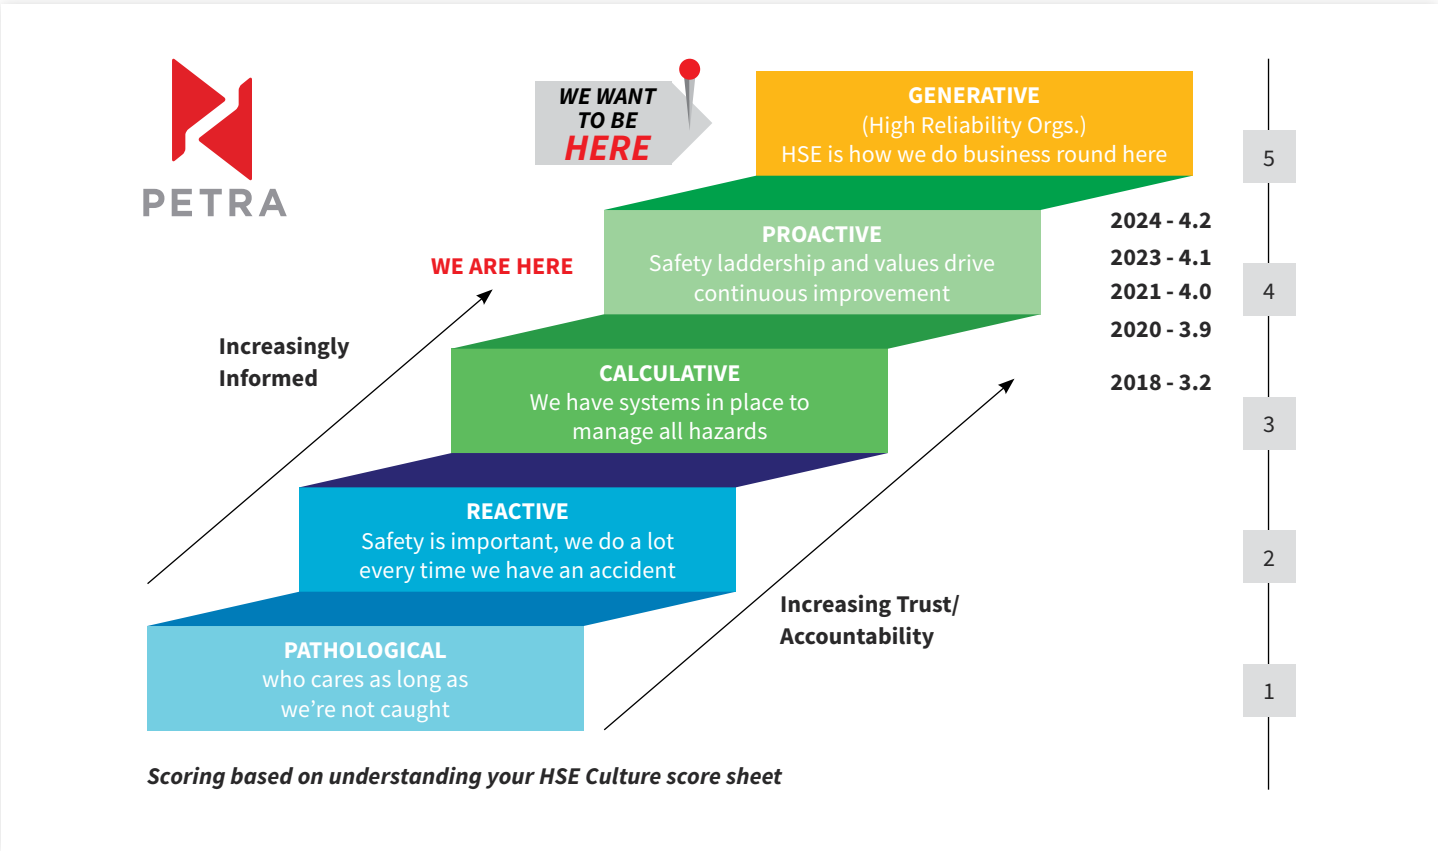 PETRA
WE WANT
TO BE
HERE
GENERATIVE
(High Reliability Orgs.)
HSE is how we do business round here
5
2024 - 4.2
PROACTIVE
Safety laddership and values drive
continuous improvement
WE ARE HERE
2023 - 4.1
2021 - 4.0
4
2020 - 3.9
Increasingly
Informed
CALCULATIVE
We have systems in place to
manage all hazards
2018 - 3.2
3
REACTIVE
Safety is important, we do a lot
every time we have an accident
2
Increasing Trust/
Accountability
PATHOLOGICAL
who cares as long as
we’re not caught
1
Scoring based on understanding your HSE Culture score sheet